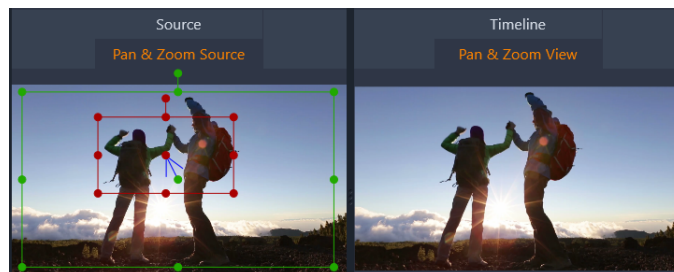 Source
Pan & Zoom Source
Timeline
Pan & Zoom View